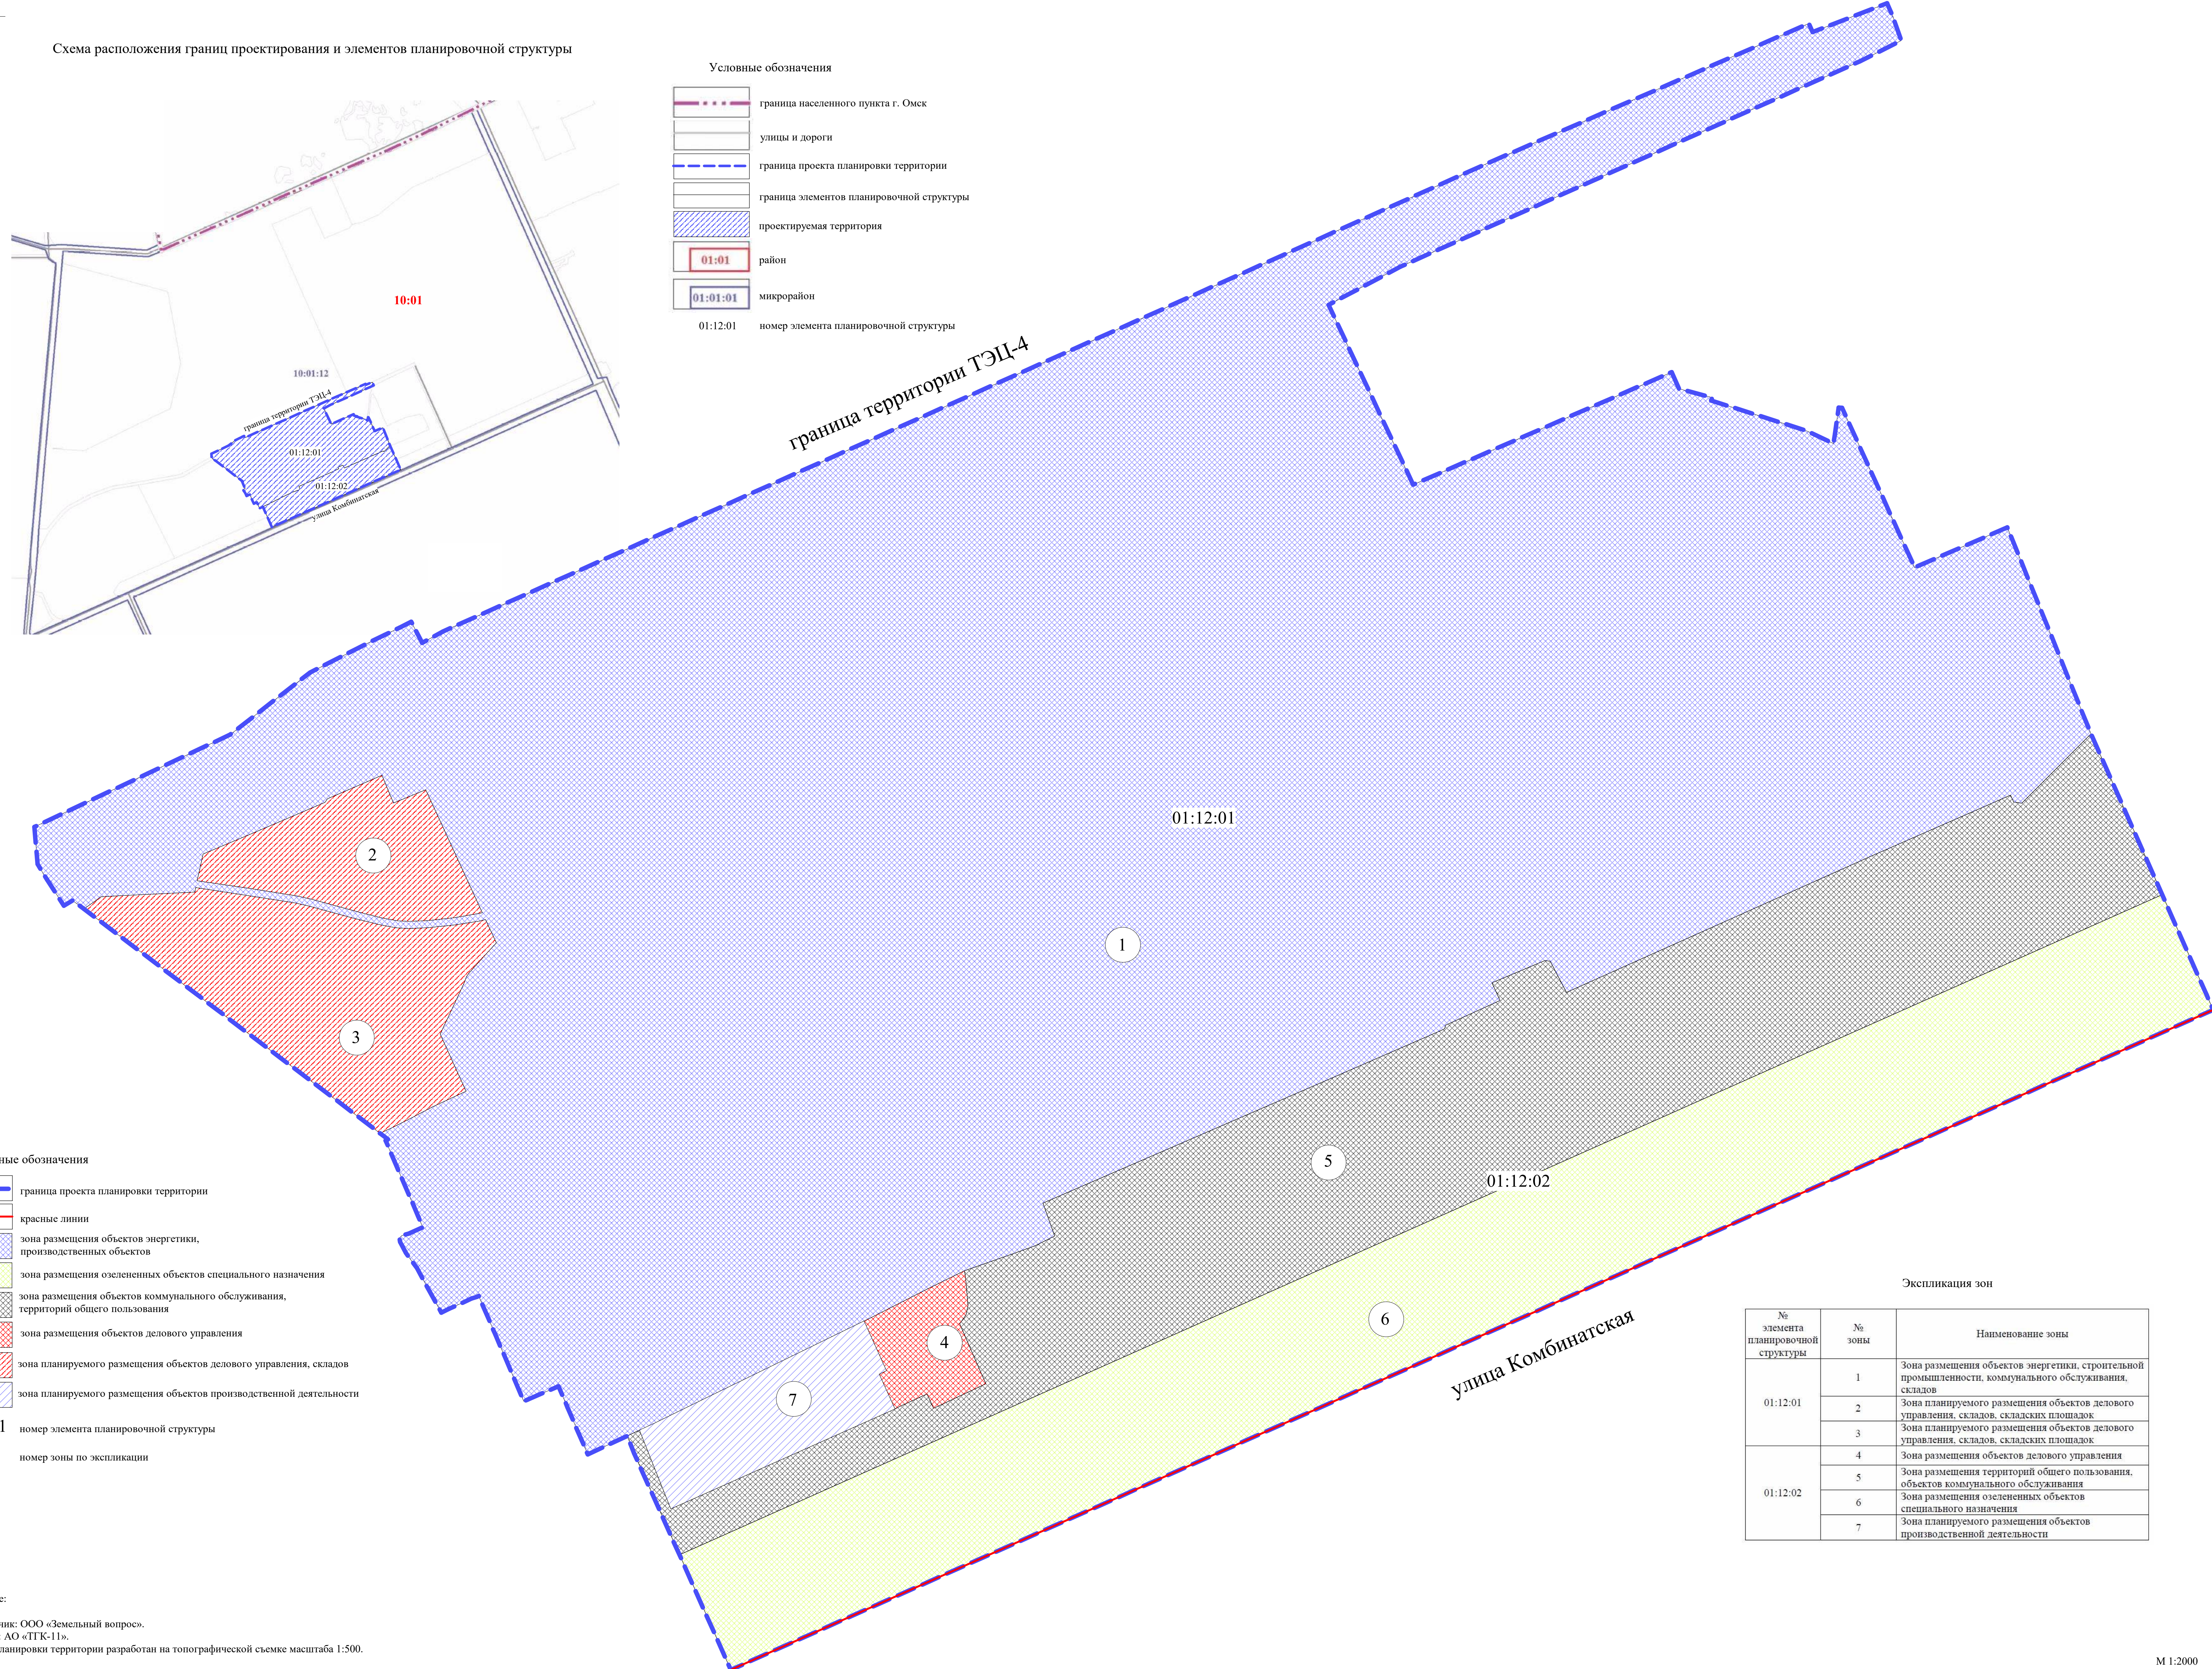 Схема расположения границ проектирования и элементов планировочной структуры
10:01
10:01:12
граница территории ТЭЦ-4
01:12:01
01:12:02
улица Комбинатская
Условные обозначения
граница населенного пункта г. Омск
улицы и дороги
граница проекта планировки территории
граница элементов планировочной структуры
проектируемая территория
01:01
район
01:01:01
микрорайон
01:12:01
номер элемента планировочной структуры
граница территории ТЭЦ-4
01:12:01
2
1
3
5
01:12:02
6
4
7
улица Комбинатская
ные обозначения
граница проекта планировки территории
красные линии
зона размещения объектов энергетики,
производственных объектов
зона размещения озелененных объектов специального назначения
зона размещения объектов коммунального обслуживания,
территорий общего пользования
зона размещения объектов делового управления
зона планируемого размещения объектов делового управления, складов
зона планируемого размещения объектов производственной деятельности
1
номер элемента планировочной структуры
номер зоны по экспликации
е:
ник: ООО «Земельный вопрос».
: АО «ТГК-11».
ланировки территории разработан на топографической съемке масштаба 1:500.
Экспликация зон
№
элемента
планировочной
структуры
№
зоны
Наименование зоны
01:12:01
1
Зона размещения объектов энергетики, строительной
промышленности, коммунального обслуживания,
складов
2
Зона планируемого размещения объектов делового
управления, складов, складских площадок
3
Зона планируемого размещения объектов делового
управления, складов, складских площадок
01:12:02
4
Зона размещения объектов делового управления
5
Зона размещения территорий общего пользования,
объектов коммунального обслуживания
6
Зона размещения озелененных объектов
специального назначения
7
Зона планируемого размещения объектов
производственной деятельности
М 1:2000